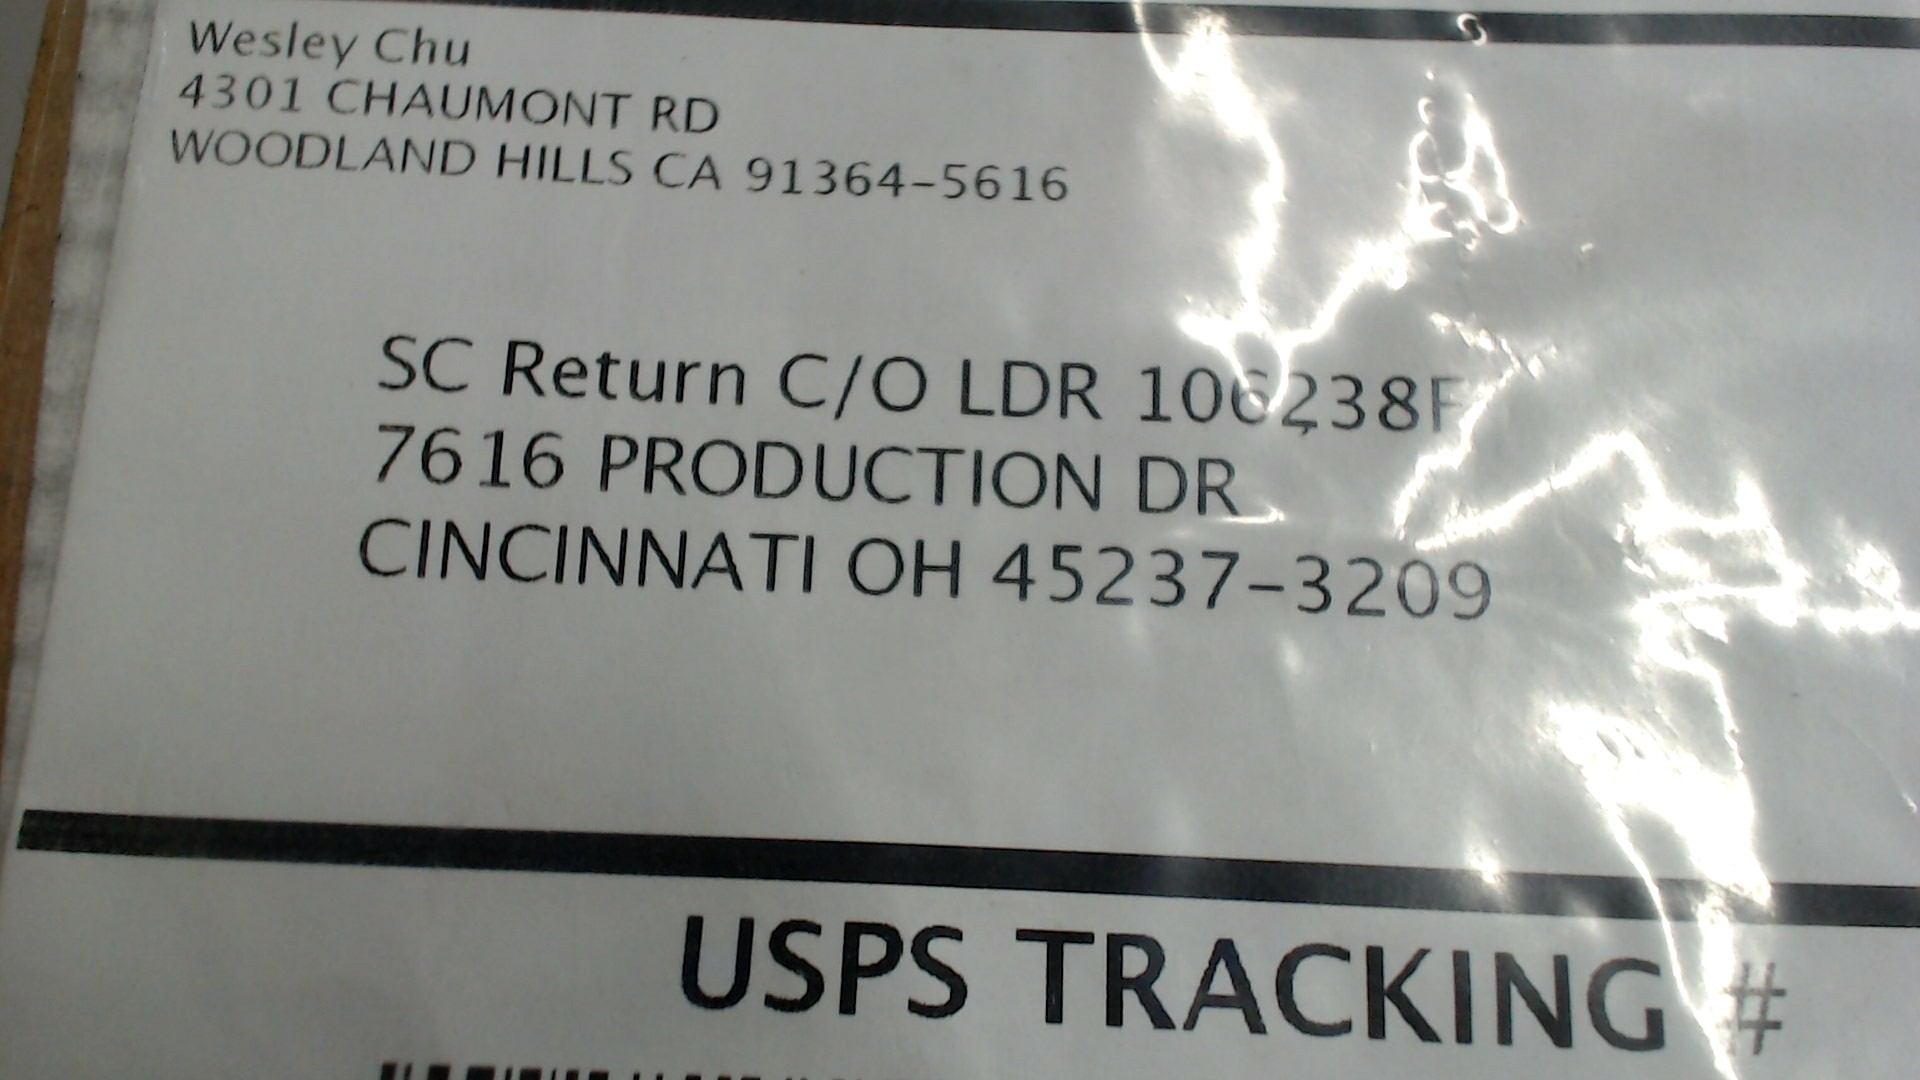 Wesley Chu
4301 CHAUMONT RD
WOODLAND HILLS CA 91364-5616
SC Return C/O LDR 106238F
7616 PRODUCTION DR
CINCINNATI OH 45237-3209
USPS TRACKING #